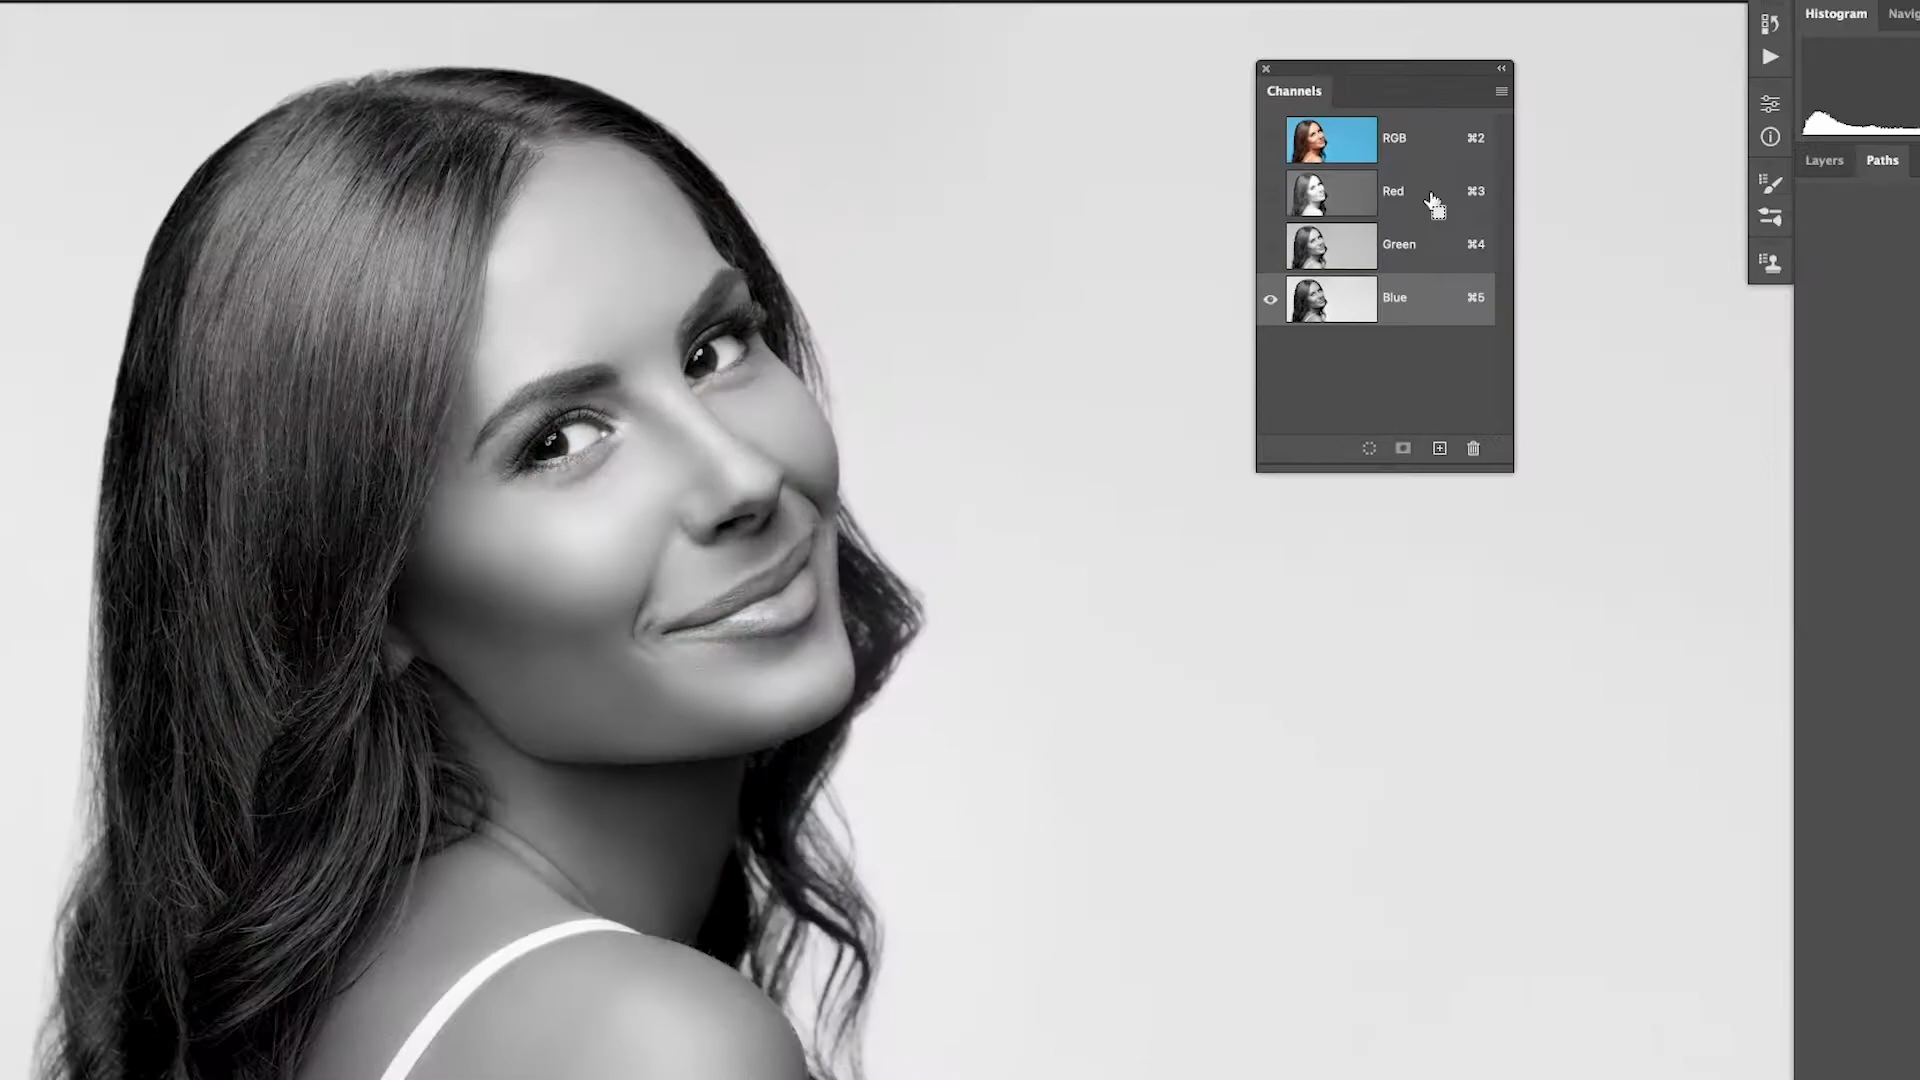 Histogram Navig
Channels
RGB ⌘2
Red ⌘3
Green ⌘4
Blue ⌘5
Layers Paths